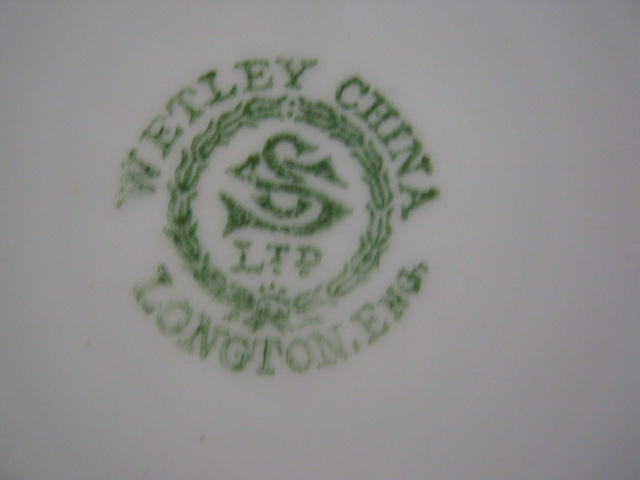 WETLEY CHINA
S
LTD
LONGTON, ENG.